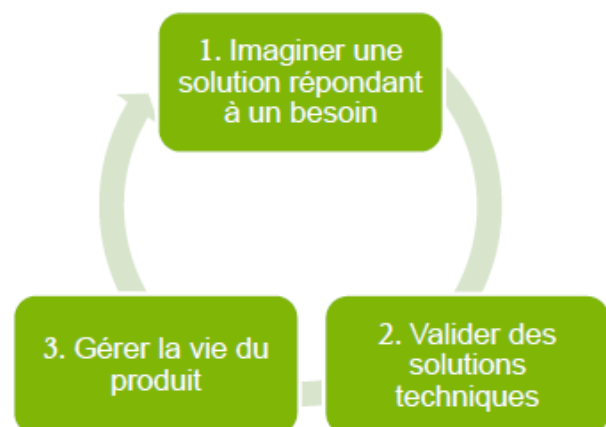 1. Imaginer une
solution répondant
à un besoin
2. Valider des
solutions
techniques
3. Gérer la vie du
produit